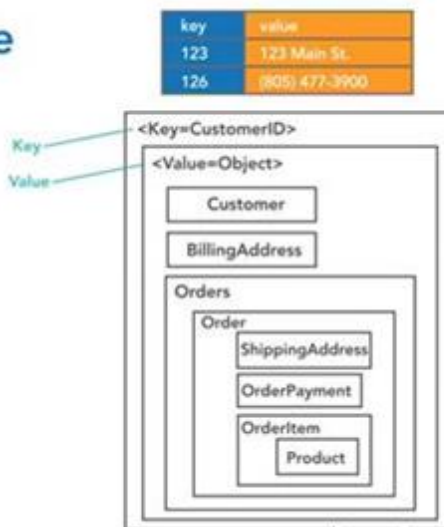 e
key value
123 123 Main St.
126 (805) 477-3900
<Key=CustomerID>
Key
<Value=Object>
Value
Customer
BillingAddress
Orders
Order
ShippingAddress
OrderPayment
OrderItem
Product